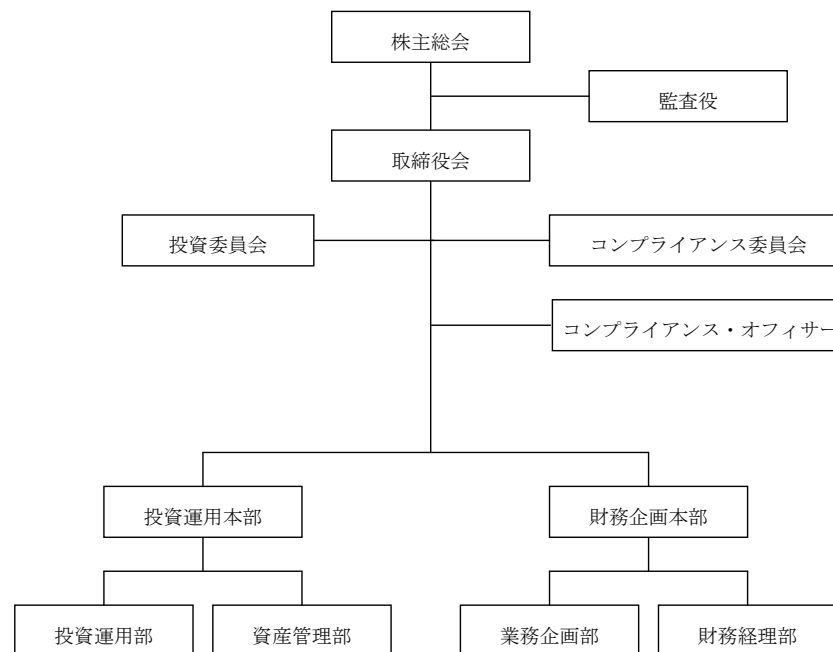 株主総会
監査役
取締役会
投資委員会
コンプライアンス委員会
コンプライアンス・オフィサー
投資運用本部
財務企画本部
投資運用部
資産管理部
業務企画部
財務経理部